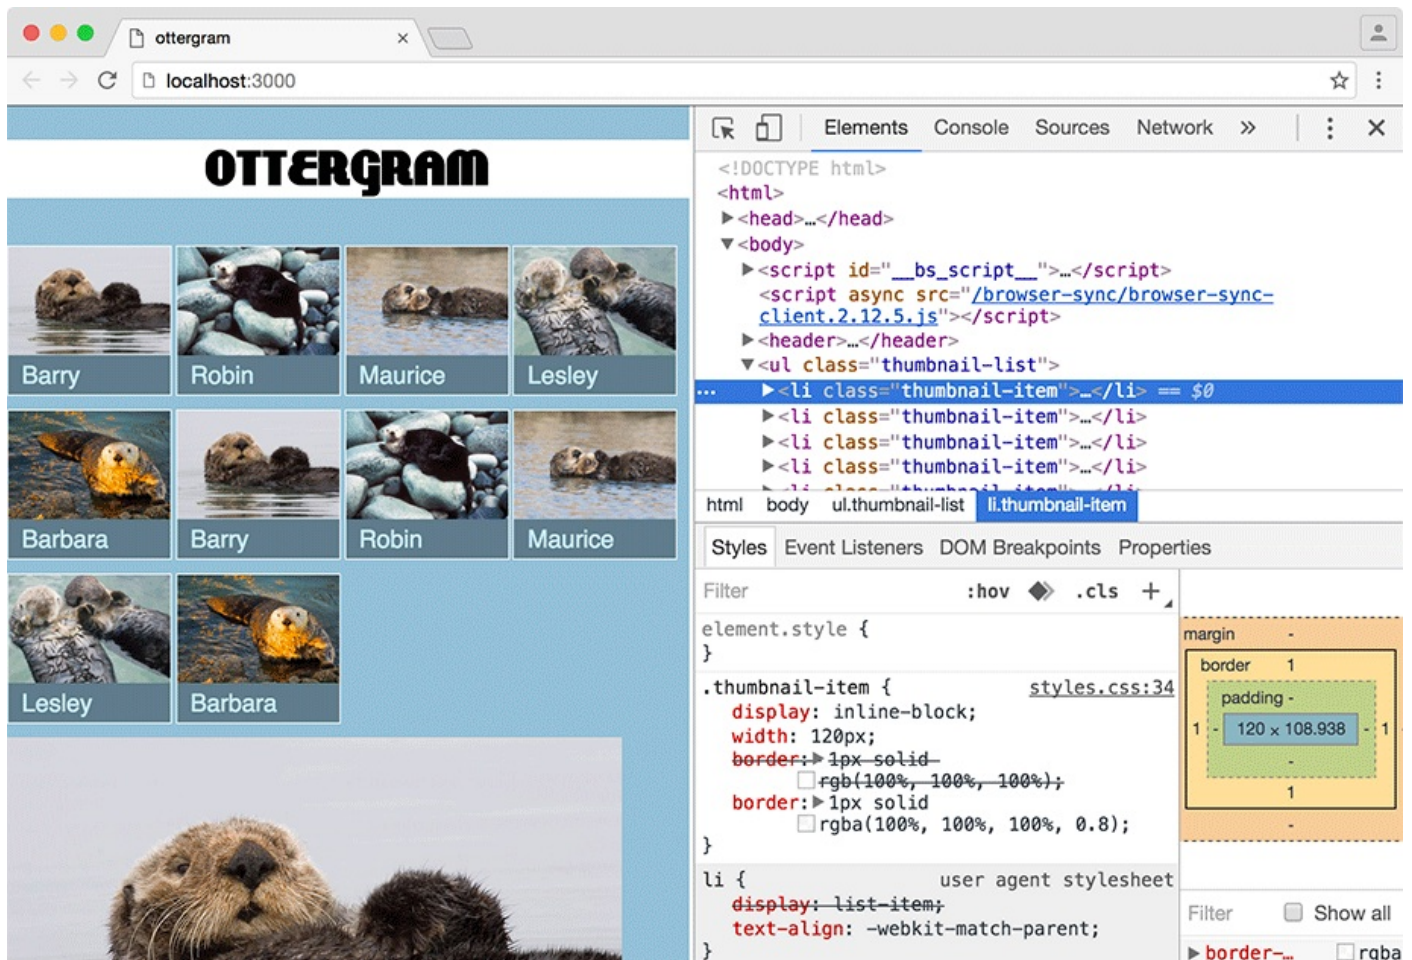 ottergram
localhost:3000
OTTERGRAM
Barry Robin Maurice Lesley
Barbara Barry Robin Maurice
Lesley Barbara
Elements Console Sources Network »
<!DOCTYPE html>
<html>
▶<head>…</head>
▼<body>
▶<script id="__bs_script__">…</script>
<script async src="/browser-sync/browser-sync-
client.2.12.5.js"></script>
▶<header>…</header>
▼<ul class="thumbnail-list">
…▶<li class="thumbnail-item">…</li> == $0
▶<li class="thumbnail-item">…</li>
▶<li class="thumbnail-item">…</li>
▶<li class="thumbnail-item">…</li>
▶<li class="thumbnail-item">…</li>
html body ul.thumbnail-list li.thumbnail-item
Styles Event Listeners DOM Breakpoints Properties
Filter :hov .cls +
element.style {
}
.thumbnail-item { styles.css:34
display: inline-block;
width: 120px;
border:▶1px solid
rgb(100%, 100%, 100%);
border:▶1px solid
rgba(100%, 100%, 100%, 0.8);
}
li { user agent stylesheet
display: list-item;
text-align: -webkit-match-parent;
}
margin -
border 1
padding -
1 - 120 × 108.938 - 1
-
1
-
Filter Show all
▶border-… rgba